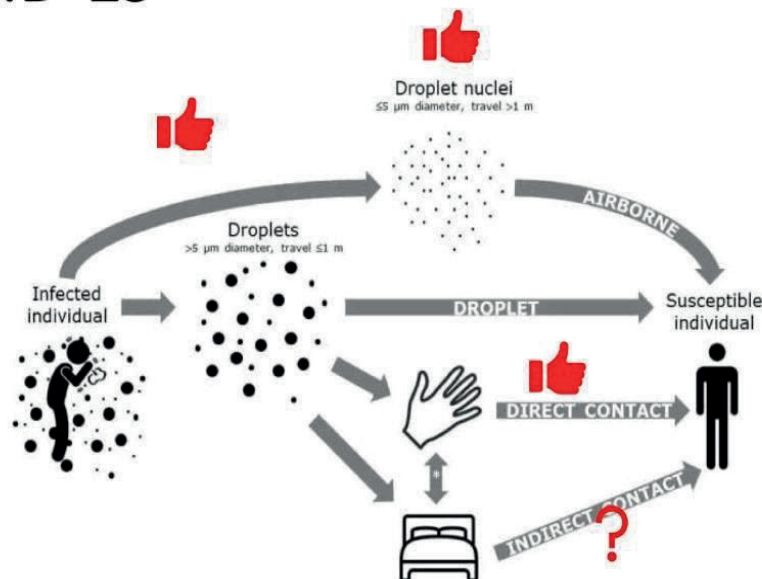 Droplet nuclei
≤5 µm diameter, travel >1 m
AIRBORNE
Droplets
>5 µm diameter, travel ≤1 m
Infected
individual
DROPLET
Susceptible
individual
DIRECT CONTACT
*
INDIRECT CONTACT
?